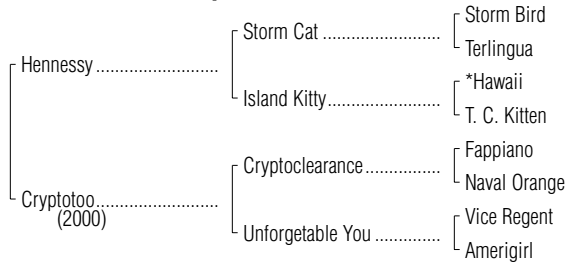 Storm Bird
Storm Cat ........................
Terlingua
Hennessy ..........................
*Hawaii
Island Kitty........................
T. C. Kitten
Fappiano
Cryptoclearance................
Naval Orange
Cryptotoo..........................
(2000)
Vice Regent
Unforgetable You ..............
Amerigirl